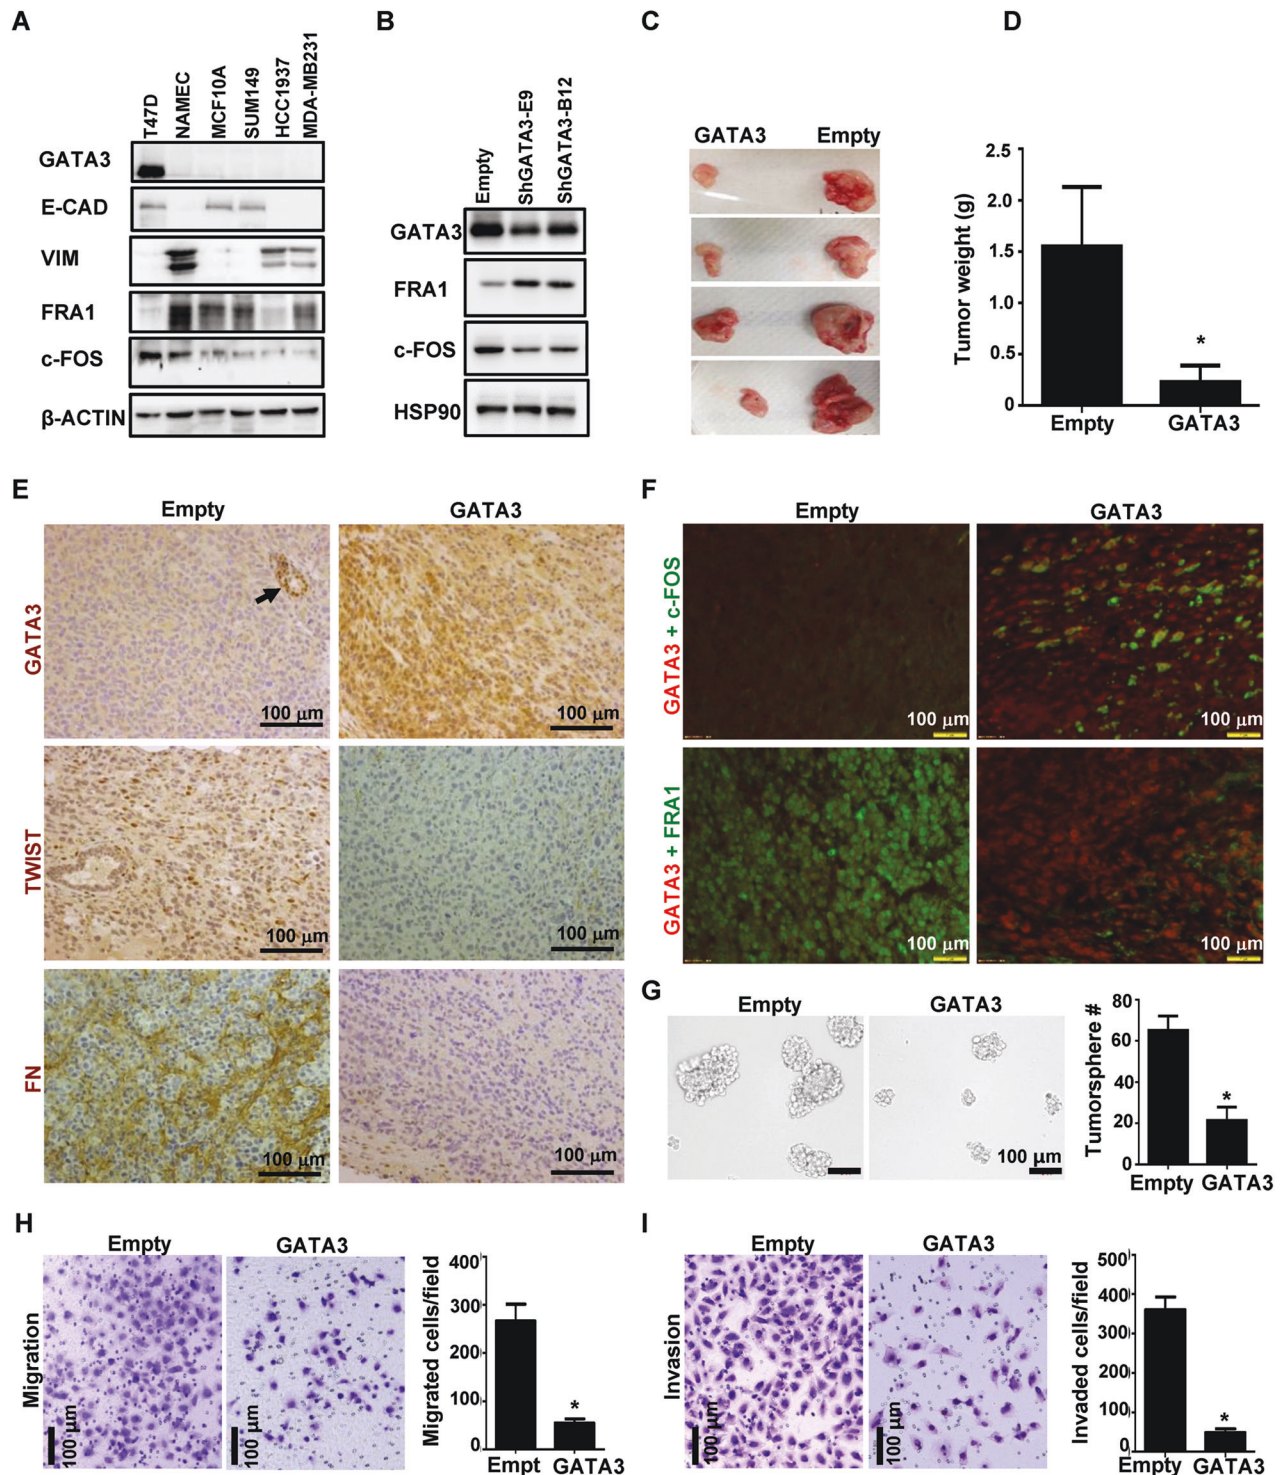 A
T47D
NAMEC
MCF10A
SUM149
HCC1937
MDA-MB231
GATA3
E-CAD
VIM
FRA1
c-FOS
β-ACTIN
B
Empty
ShGATA3-E9
ShGATA3-B12
GATA3
FRA1
c-FOS
HSP90
C
GATA3 Empty
D
Tumor weight (g)
2.5
2.0
1.5
1.0
0.5
0
*
Empty GATA3
E
Empty GATA3
GATA3
100 μm 100 μm
TWIST
100 μm 100 μm
FN
100 μm 100 μm
F
Empty GATA3
GATA3 + c-FOS
100 μm 100 μm
GATA3 + FRA1
100 μm 100 μm
G
Empty GATA3
100 μm
Tumorsphere #
80
60
40
20
0
*
Empty GATA3
H
Empty GATA3
Migration
100 μm 100 μm
Migrated cells/field
400
300
200
100
0
*
Empt GATA3
I
Empty GATA3
Invasion
100 μm 100 μm
Invaded cells/field
500
400
300
200
100
0
*
Empty GATA3